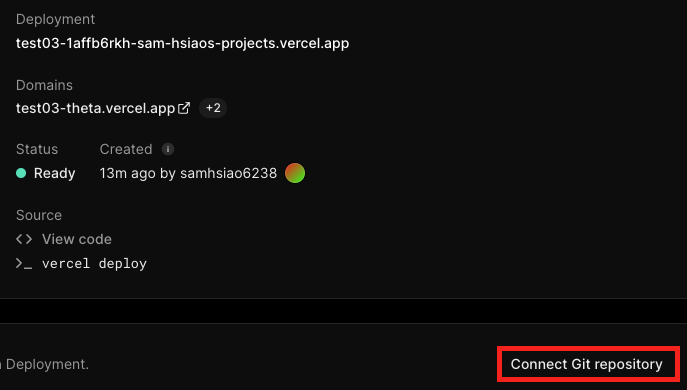 Deployment
test03-1affb6rkh-sam-hsiaos-projects.vercel.app
Domains
test03-theta.vercel.app +2
Status Created
Ready 13m ago by samhsiao6238
Source
View code
vercel deploy
Deployment. Connect Git repository